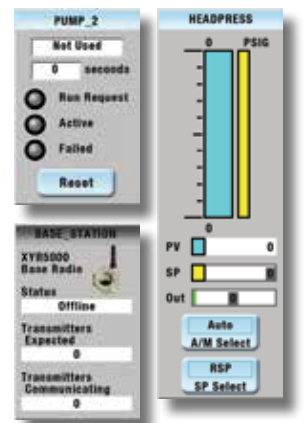 PUMP_2
Not Used
0 seconds
Run Request
Active
Failed
Reset
BASE_STATION
XYR5000
Base Radio
Status
Offline
Transmitters
Expected
0
Transmitters
Communicating
0
HEADPRESS
0 PSIG
0
PV 0
SP 0
Out 0
Auto
A/M Select
RSP
SP Select